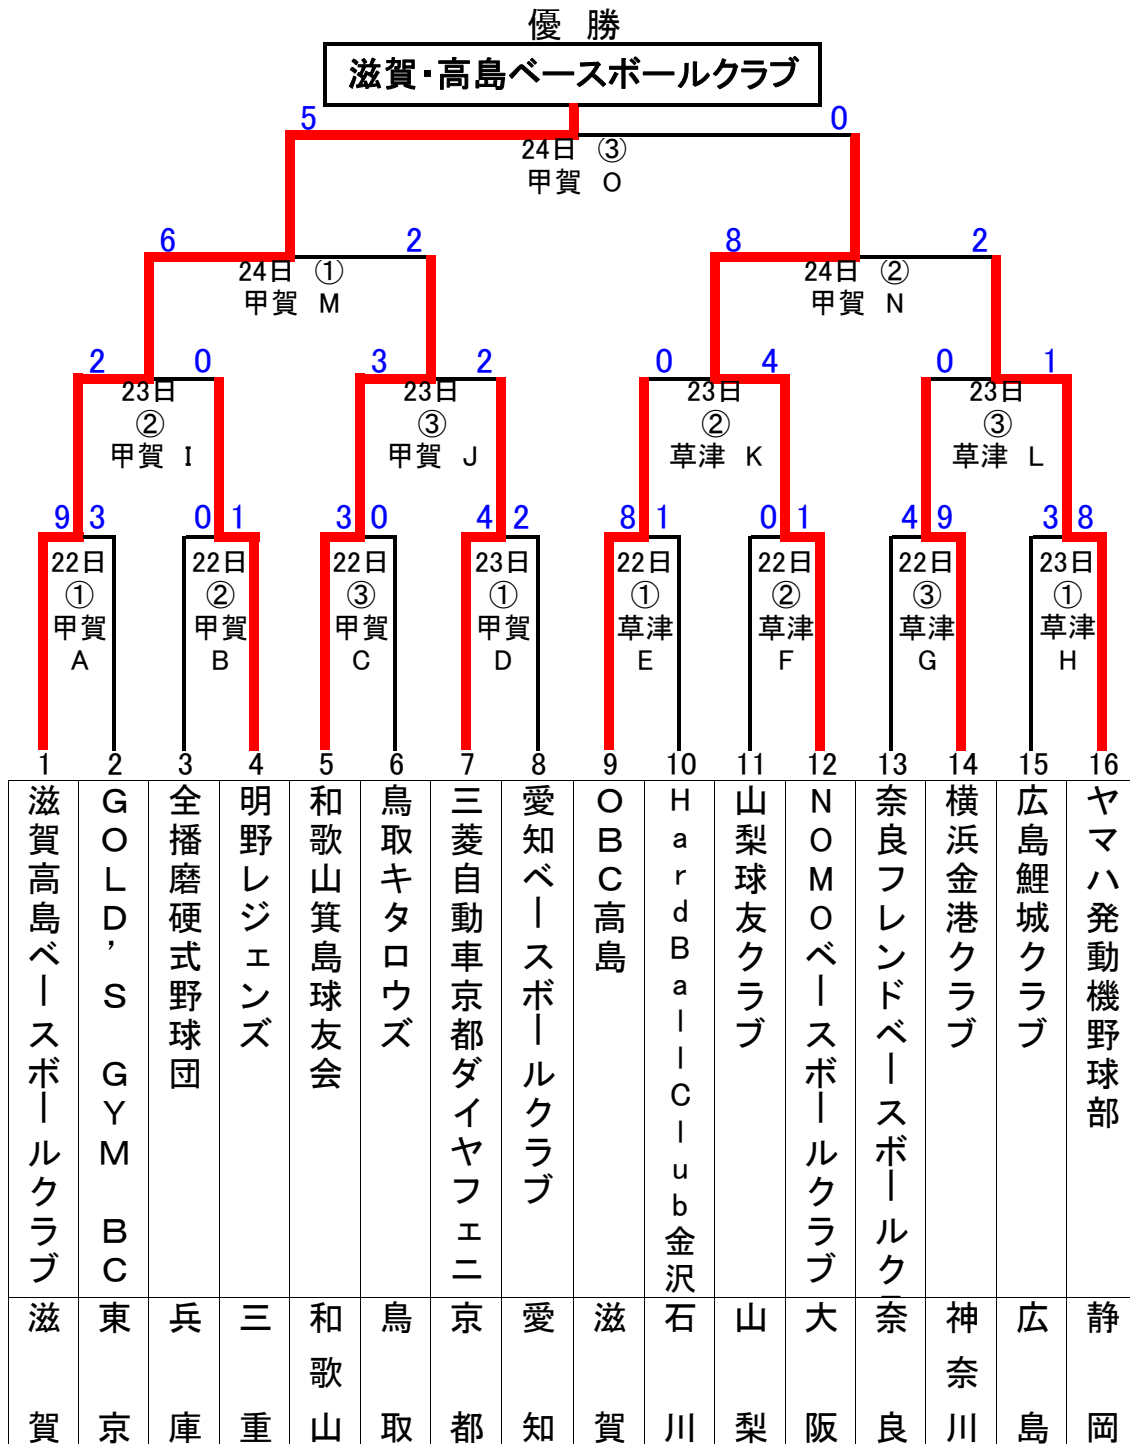 優 勝
滋賀・高島ベースボールクラブ
5 0
24日 ③
甲賀 O
6 2 8 2
24日 ① 24日 ②
甲賀 M 甲賀 N
2 0 3 2 0 4 0 1
23日 23日 23日 23日
② ③ ② ③
甲賀 I 甲賀 J 草津 K 草津 L
9 3 0 1 3 0 4 2 8 1 0 1 4 9 3 8
22日 22日 22日 23日 22日 22日 22日 23日
① ② ③ ① ① ② ③ ①
甲賀 甲賀 甲賀 甲賀 草津 草津 草津 草津
A B C D E F G H
1 2 3 4 5 6 7 8 9 10 11 12 13 14 15 16
滋賀高島ベースボールクラブ
GOLD'S GYM BC
全播磨硬式野球団
明野レジェンズ
和歌山箕島球友会
鳥取キタロウズ
三菱自動車京都ダイヤフェニ
愛知ベースボールクラブ
OBC高島
HardBallClub金沢
山梨球友クラブ
NOMOベースボールクラブ
奈良フレンドベースボールク
横浜金港クラブ
広島鯉城クラブ
ヤマハ発動機野球部
滋賀
東京
兵庫
三重
和歌山
鳥取
京都
愛知
滋賀
石川
山梨
大阪
奈良
神奈川
広島
静岡